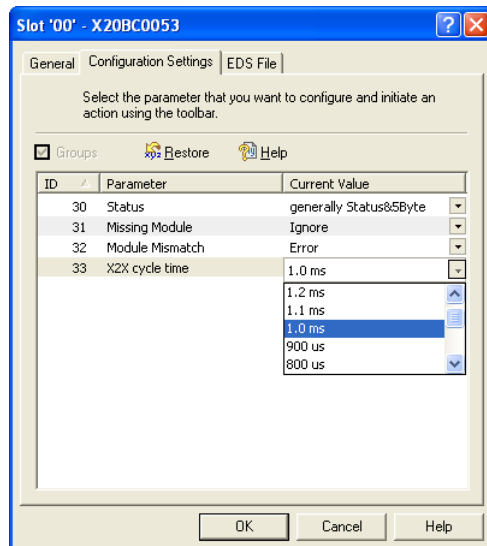 Slot '00' - X20BC0053
General Configuration Settings EDS File
Select the parameter that you want to configure and initiate an
action using the toolbar.
Groups Restore Help
ID Parameter Current Value
30 Status generally Status&5Byte
31 Missing Module Ignore
32 Module Mismatch Error
33 X2X cycle time 1.0 ms
1.2 ms
1.1 ms
1.0 ms
900 us
800 us
OK Cancel Help